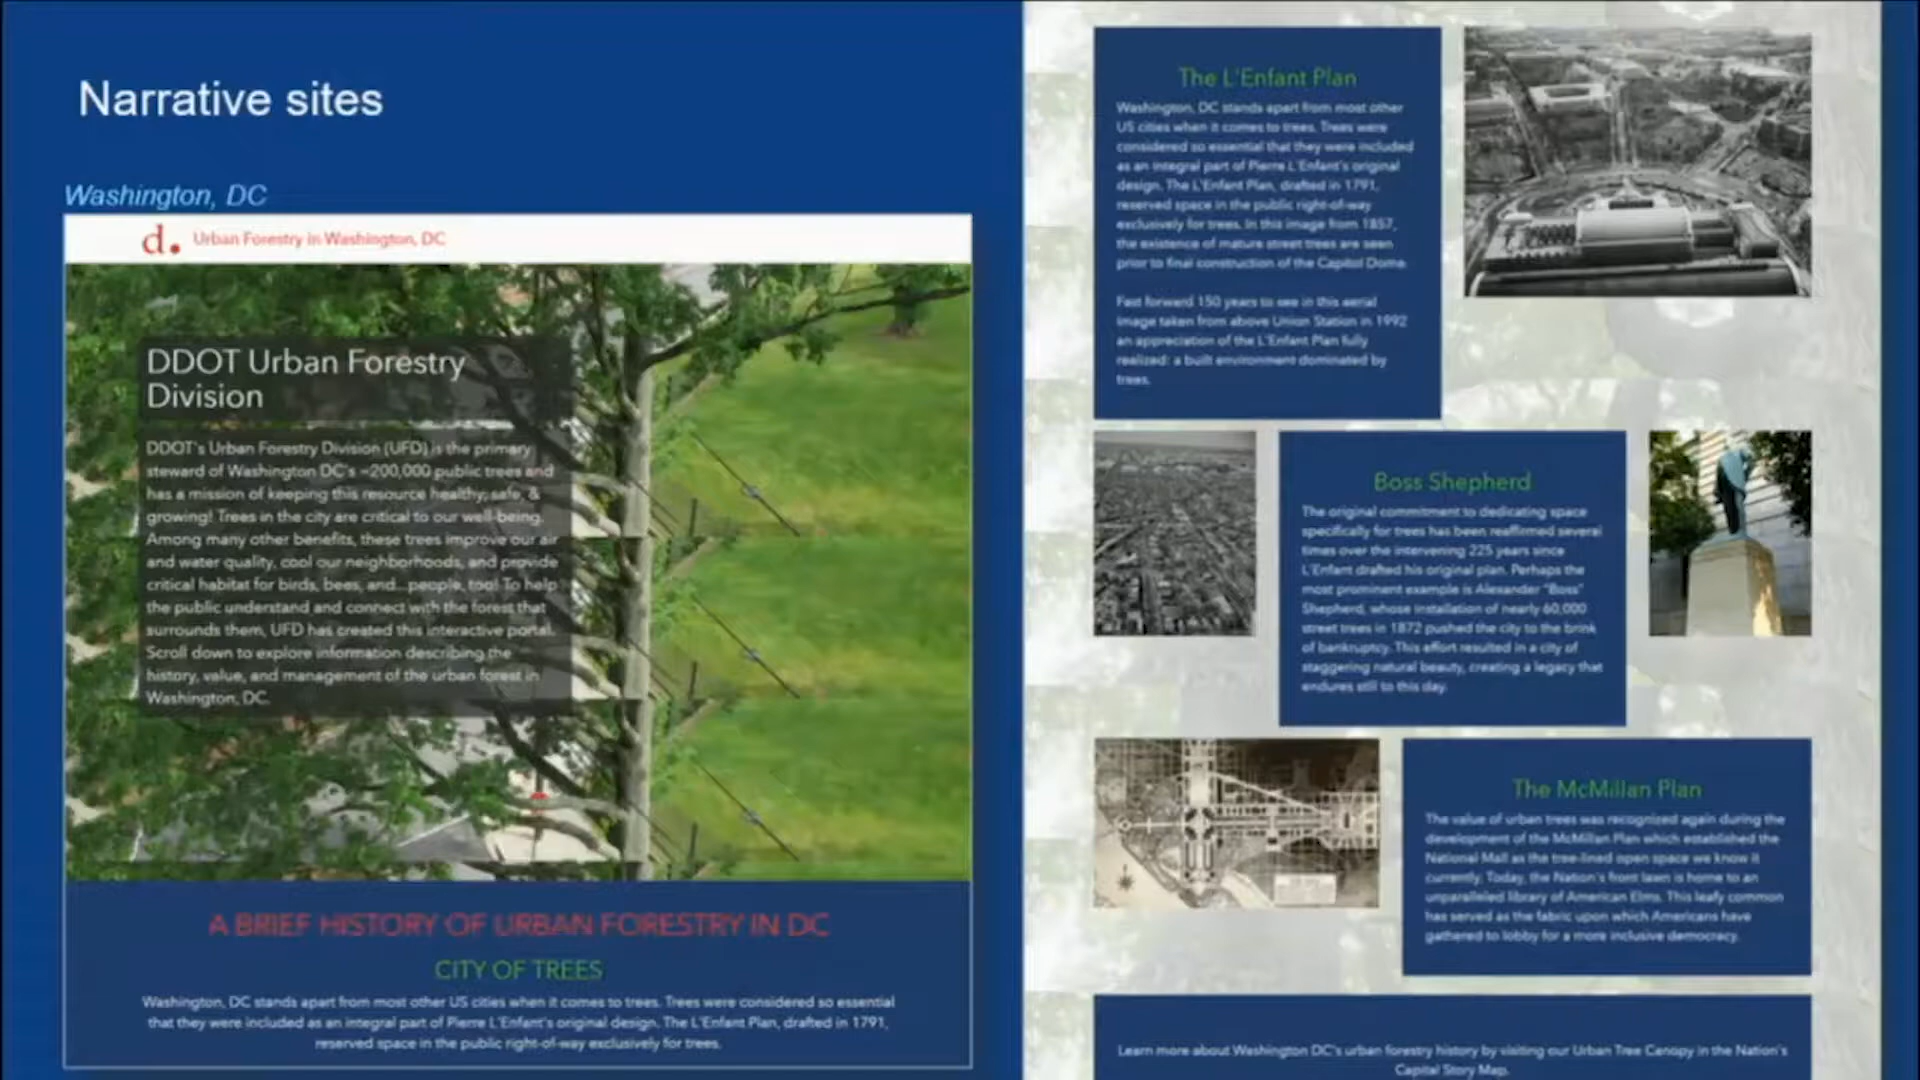 Narrative sites
Washington, DC
d. Urban Forestry in Washington, DC
DDOT Urban Forestry
Division
DDOT's Urban Forestry Division (UFD) is the primary
steward of Washington DC's ~200,000 public trees and
has a mission of keeping this resource healthy, safe, &
growing! Trees in the city are critical to our well-being.
Among many other benefits, these trees improve our air
and water quality, cool our neighborhoods, and provide
critical habitat for birds, bees, and...people, too! To help
the public understand and connect with the forest that
surrounds them, UFD has created this interactive portal.
Scroll down to explore information describing the
history, value, and management of the urban forest in
Washington, DC.
A BRIEF HISTORY OF URBAN FORESTRY IN DC
CITY OF TREES
Washington, DC stands apart from most other US cities when it comes to trees. Trees were considered so essential
that they were included as an integral part of Pierre L'Enfant's original design. The L'Enfant Plan, drafted in 1791,
reserved space in the public right-of-way exclusively for trees.
The L'Enfant Plan
Washington, DC stands apart from most other
US cities when it comes to trees. Trees were
considered so essential that they were included
as an integral part of Pierre L'Enfant's original
design. The L'Enfant Plan, drafted in 1791,
reserved space in the public right-of-way
exclusively for trees. In this image from 1857,
the existence of mature street trees are seen
prior to final construction of the Capitol Dome.
Fast forward 150 years to see in this aerial
image taken from above Union Station in 1992
an appreciation of the L'Enfant Plan fully
realized: a built environment dominated by
trees.
Boss Shepherd
The original commitment to dedicating space
specifically for trees has been reaffirmed several
times over the intervening 225 years since
L'Enfant drafted his original plan. Perhaps the
most prominent example is Alexander "Boss"
Shepherd, whose installation of nearly 60,000
street trees in 1872 pushed the city to the brink
of bankruptcy. This effort resulted in a city of
staggering natural beauty, creating a legacy that
endures still to this day.
The McMillan Plan
The value of urban trees was recognized again during the
development of the McMillan Plan which established the
National Mall as the tree-lined open space we know it
currently. Today, the Nation's front lawn is home to an
unparalleled library of American Elms. This leafy common
has served as the fabric upon which Americans have
gathered to lobby for a more inclusive democracy.
Learn more about Washington DC's urban forestry history by visiting our Urban Tree Canopy in the Nation's
Capital Story Map.